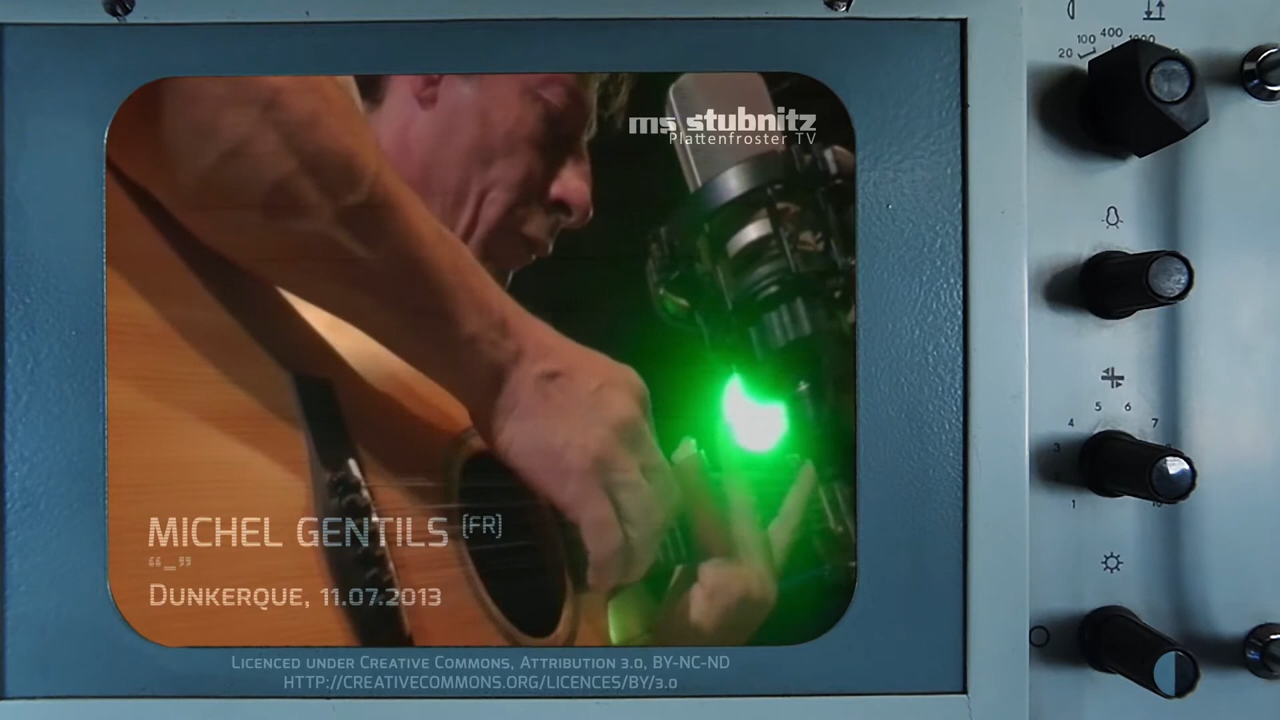 ms stubnitz
Plattenfroster TV
20 100 400 1000
5 6
4 7
3 8
1 10
MICHEL GENTILS (FR)
“_”
DUNKERQUE, 11.07.2013
LICENCED UNDER CREATIVE COMMONS, ATTRIBUTION 3.0, BY-NC-ND
HTTP://CREATIVECOMMONS.ORG/LICENCES/BY/3.0